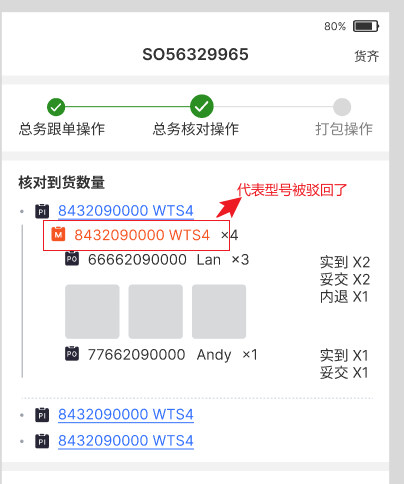 80%
SO56329965
货齐
总务跟单操作
总务核对操作
打包操作
核对到货数量
代表型号被驳回了
PI 8432090000 WTS4
M 8432090000 WTS4 ×4
PO 66662090000 Lan ×3
实到 X2
妥交 X2
内退 X1
PO 77662090000 Andy ×1
实到 X1
妥交 X1
PI 8432090000 WTS4
PI 8432090000 WTS4